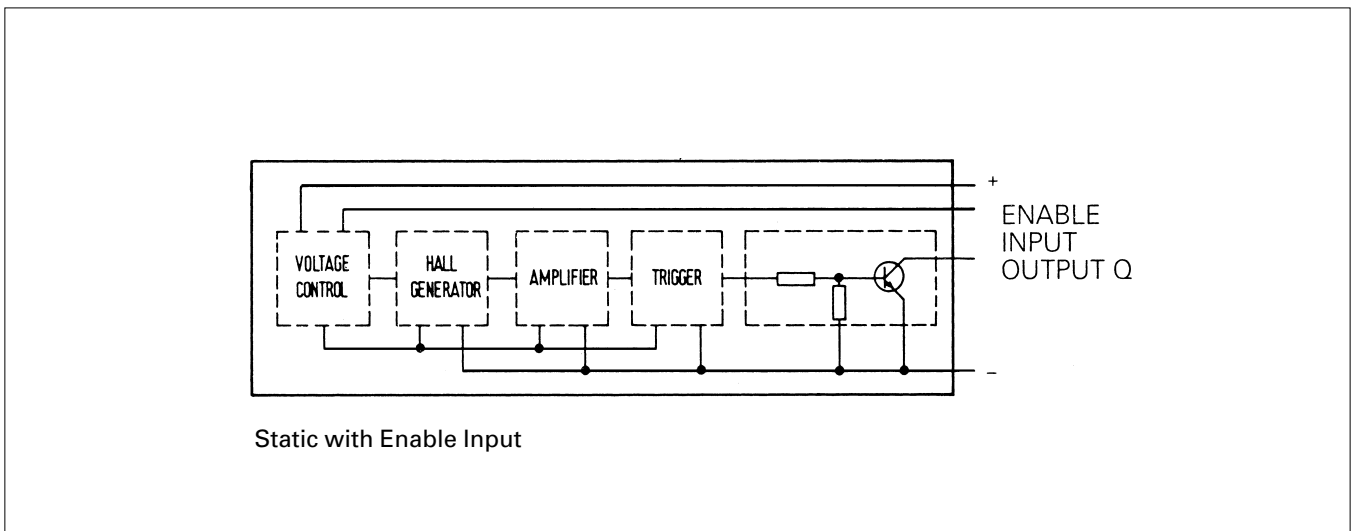 +
ENABLE
INPUT
OUTPUT Q
VOLTAGE
CONTROL
HALL
GENERATOR
AMPLIFIER
TRIGGER
–
Static with Enable Input